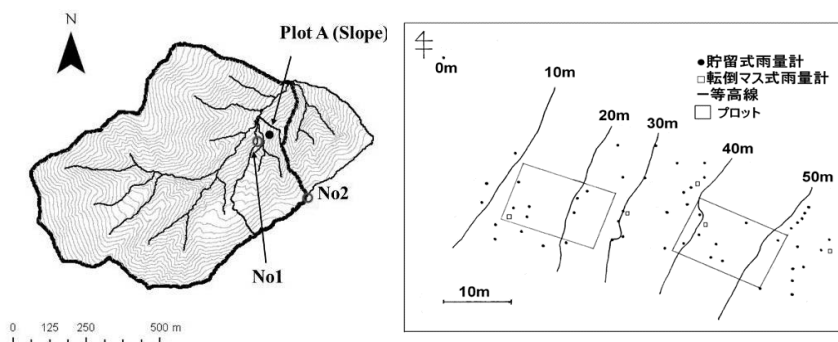 N
Plot A (Slope)
No2
No1
0 125 250 500 m
0m
10m
20m
30m
40m
50m
●貯留式雨量計
□転倒マス式雨量計
ー等高線
□ プロット
10m